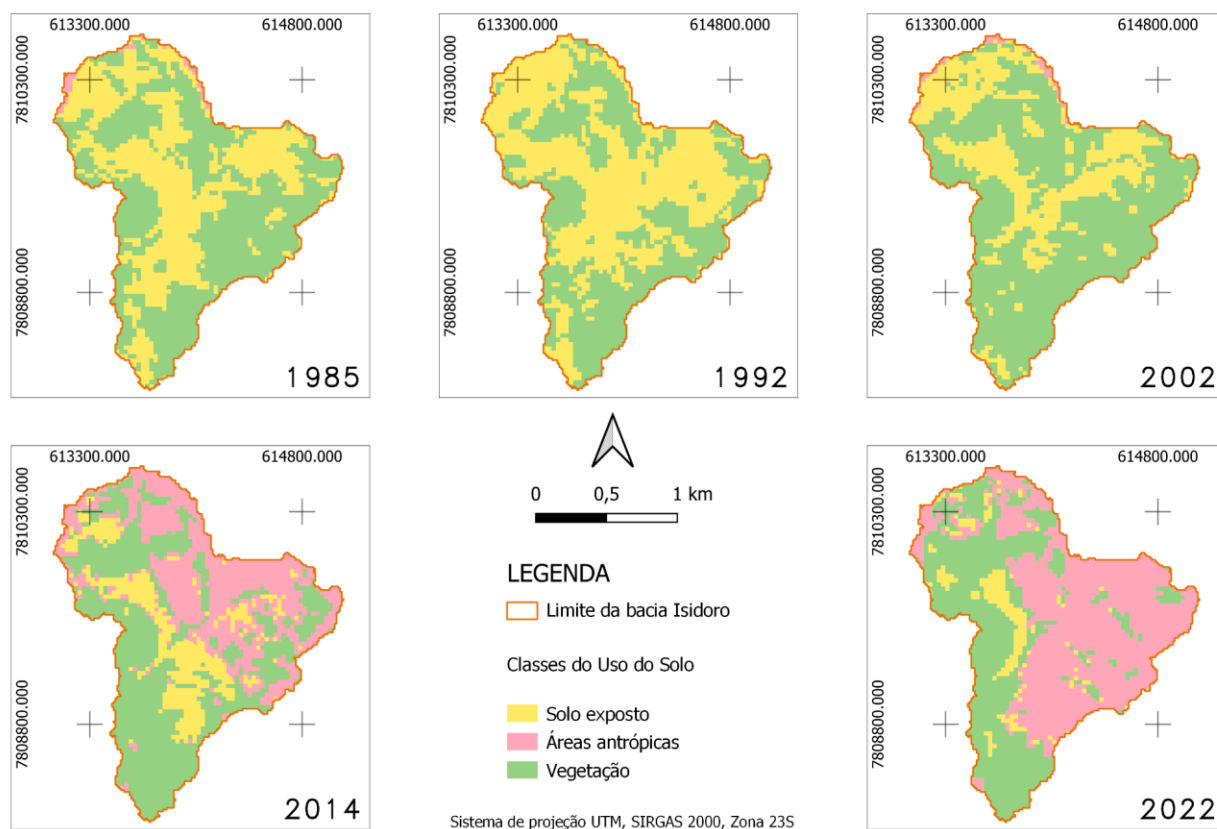 613300.000 614800.000
7810300.000
7808800.000
1985
613300.000 614800.000
7810300.000
7808800.000
1992
613300.000 614800.000
7810300.000
7808800.000
2002
613300.000 614800.000
7810300.000
7808800.000
2014
0 0,5 1 km
LEGENDA
Limite da bacia Isidoro
Classes do Uso do Solo
Solo exposto
Áreas antrópicas
Vegetação
Sistema de projeção UTM, SIRGAS 2000, Zona 23S
613300.000 614800.000
7810300.000
7808800.000
2022